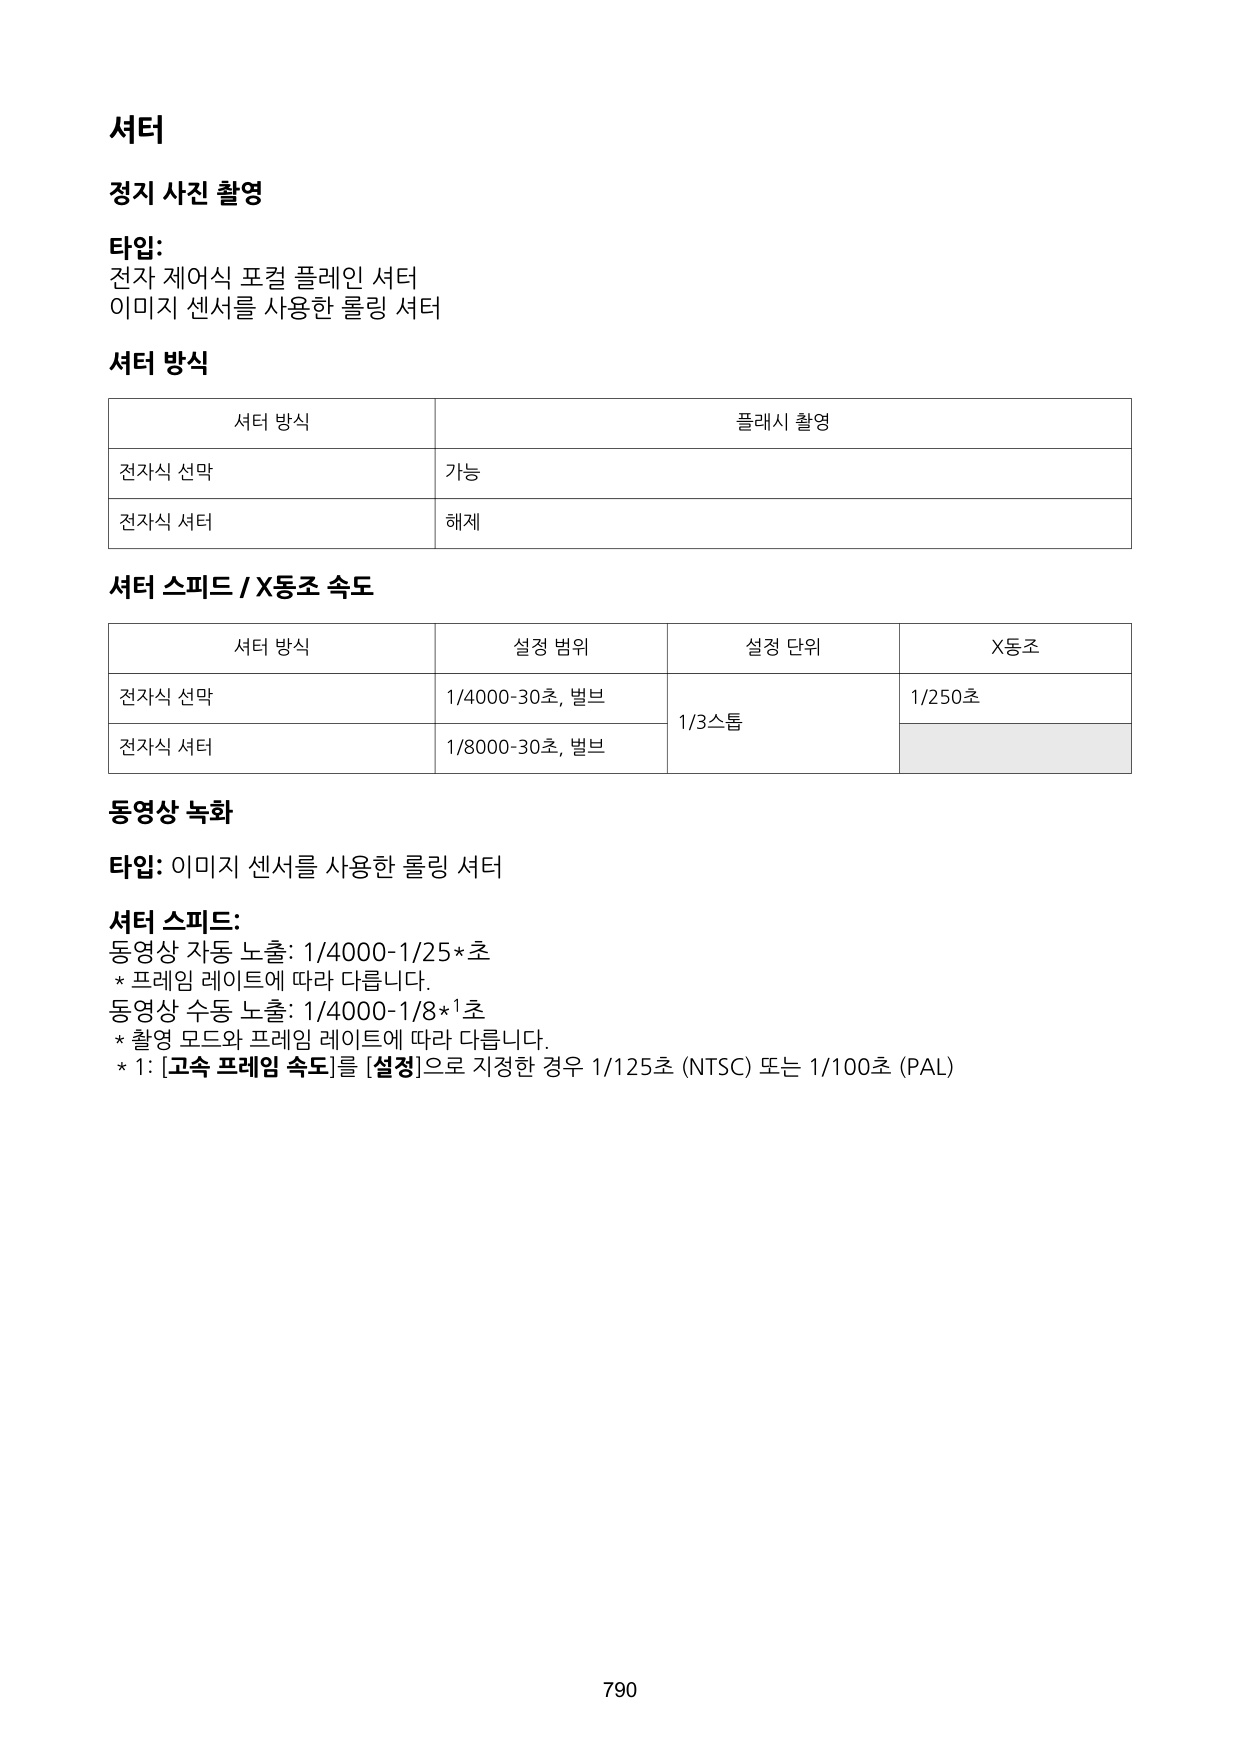 셔터
정지 사진 촬영
타입:
전자 제어식 포컬 플레인 셔터
이미지 센서를 사용한 롤링 셔터
셔터 방식
셔터 방식 플래시 촬영
전자식 선막 가능
전자식 셔터 해제
셔터 스피드 / X동조 속도
셔터 방식 설정 범위 설정 단위 X동조
전자식 선막 1/4000-30초, 벌브 1/3스톱 1/250초
전자식 셔터 1/8000-30초, 벌브
동영상 녹화
타입: 이미지 센서를 사용한 롤링 셔터
셔터 스피드:
동영상 자동 노출: 1/4000-1/25*초
* 프레임 레이트에 따라 다릅니다.
동영상 수동 노출: 1/4000-1/8*¹초
* 촬영 모드와 프레임 레이트에 따라 다릅니다.
* 1: [고속 프레임 속도]를 [설정]으로 지정한 경우 1/125초 (NTSC) 또는 1/100초 (PAL)
790